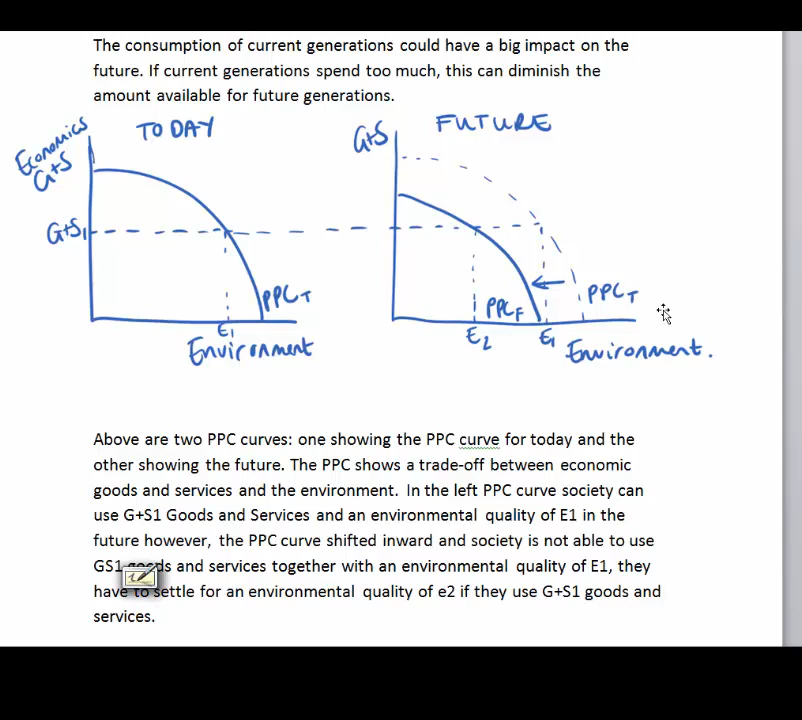 The consumption of current generations could have a big impact on the
future. If current generations spend too much, this can diminish the
amount available for future generations.
TODAY
FUTURE
Economics
G+S
G+S
G+S1
PPCT
PPCT
PPCF
E1
E2
E1
Environment
Environment.
Above are two PPC curves: one showing the PPC curve for today and the
other showing the future. The PPC shows a trade-off between economic
goods and services and the environment. In the left PPC curve society can
use G+S1 Goods and Services and an environmental quality of E1 in the
future however, the PPC curve shifted inward and society is not able to use
GS1 goods and services together with an environmental quality of E1, they
have to settle for an environmental quality of e2 if they use G+S1 goods and
services.